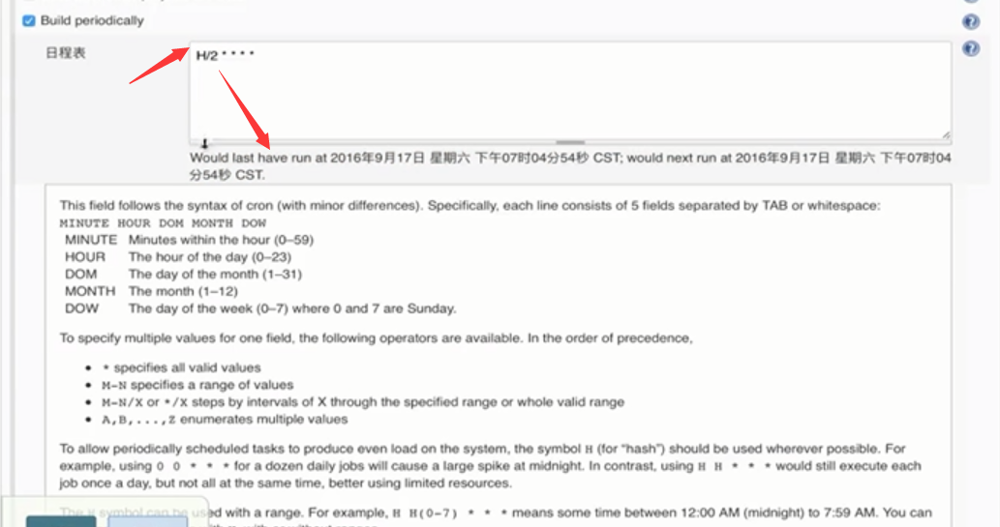 Build periodically
日程表
H/2 * * * *
Would last have run at 2016年9月17日 星期六 下午07时04分54秒 CST; would next run at 2016年9月17日 星期六 下午07时04
分54秒 CST.
This field follows the syntax of cron (with minor differences). Specifically, each line consists of 5 fields separated by TAB or whitespace:
MINUTE HOUR DOM MONTH DOW
MINUTE Minutes within the hour (0–59)
HOUR The hour of the day (0–23)
DOM The day of the month (1–31)
MONTH The month (1–12)
DOW The day of the week (0–7) where 0 and 7 are Sunday.
To specify multiple values for one field, the following operators are available. In the order of precedence,
• * specifies all valid values
• M-N specifies a range of values
• M-N/X or */X steps by intervals of X through the specified range or whole valid range
• A,B,...,Z enumerates multiple values
To allow periodically scheduled tasks to produce even load on the system, the symbol H (for “hash”) should be used wherever possible. For
example, using 0 0 * * * for a dozen daily jobs will cause a large spike at midnight. In contrast, using H H * * * would still execute each
job once a day, but not all at the same time, better using limited resources.
The H symbol can be used with a range. For example, H H(0-7) * * * means some time between 12:00 AM (midnight) to 7:59 AM. You can